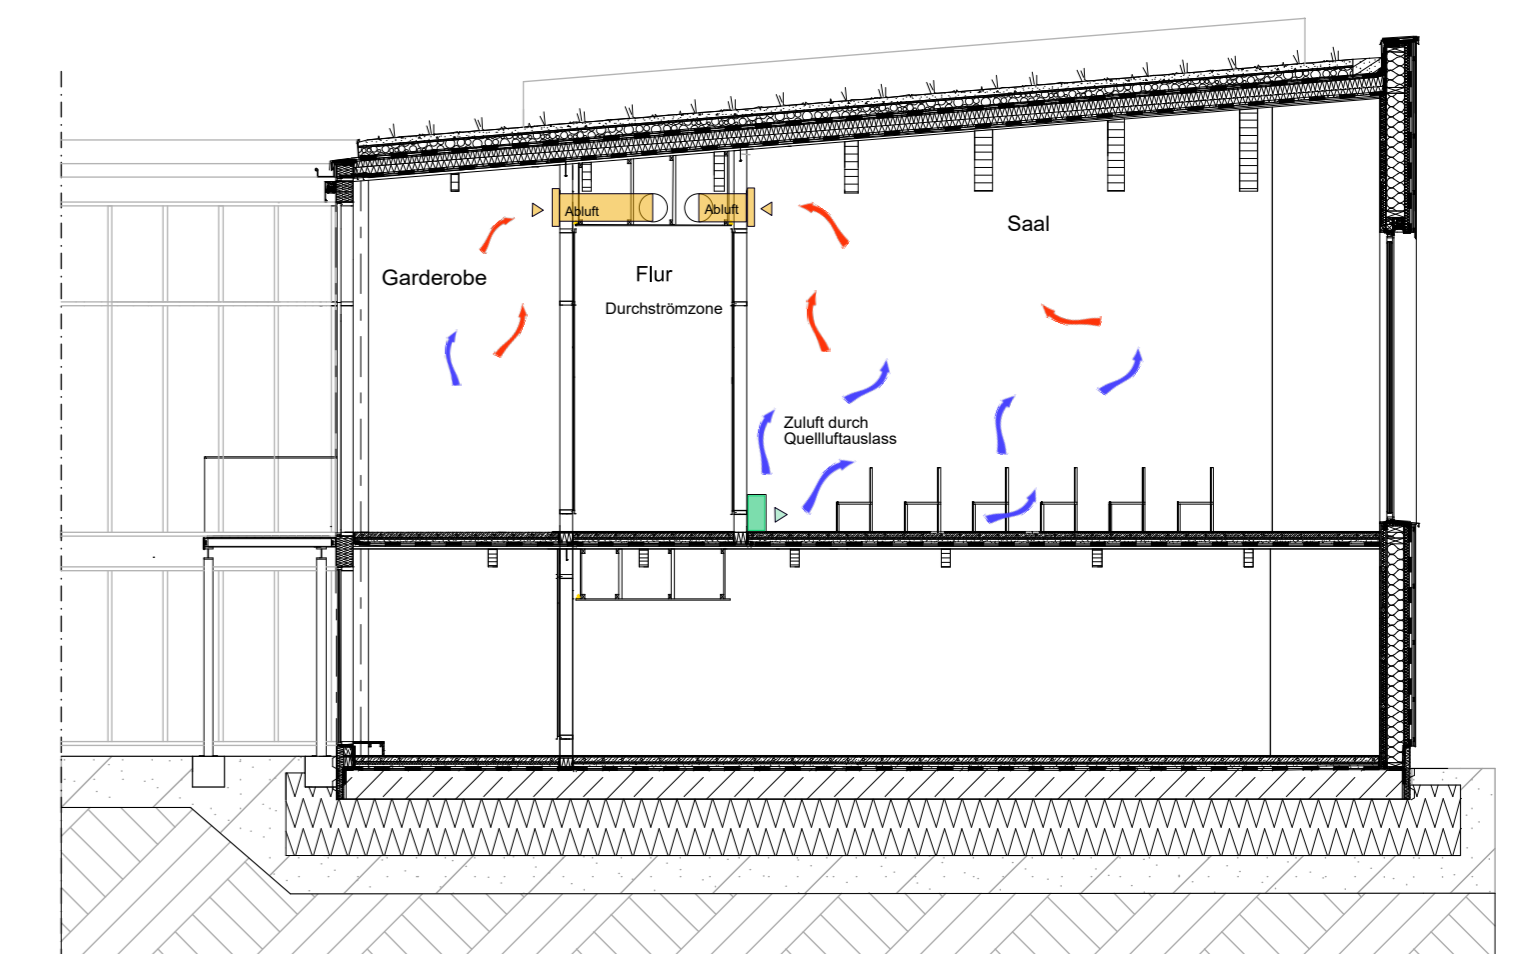 Abluft
Abluft
Saal
Garderobe
Flur
Durchströmzone
Zuluft durch
Quellluftauslass